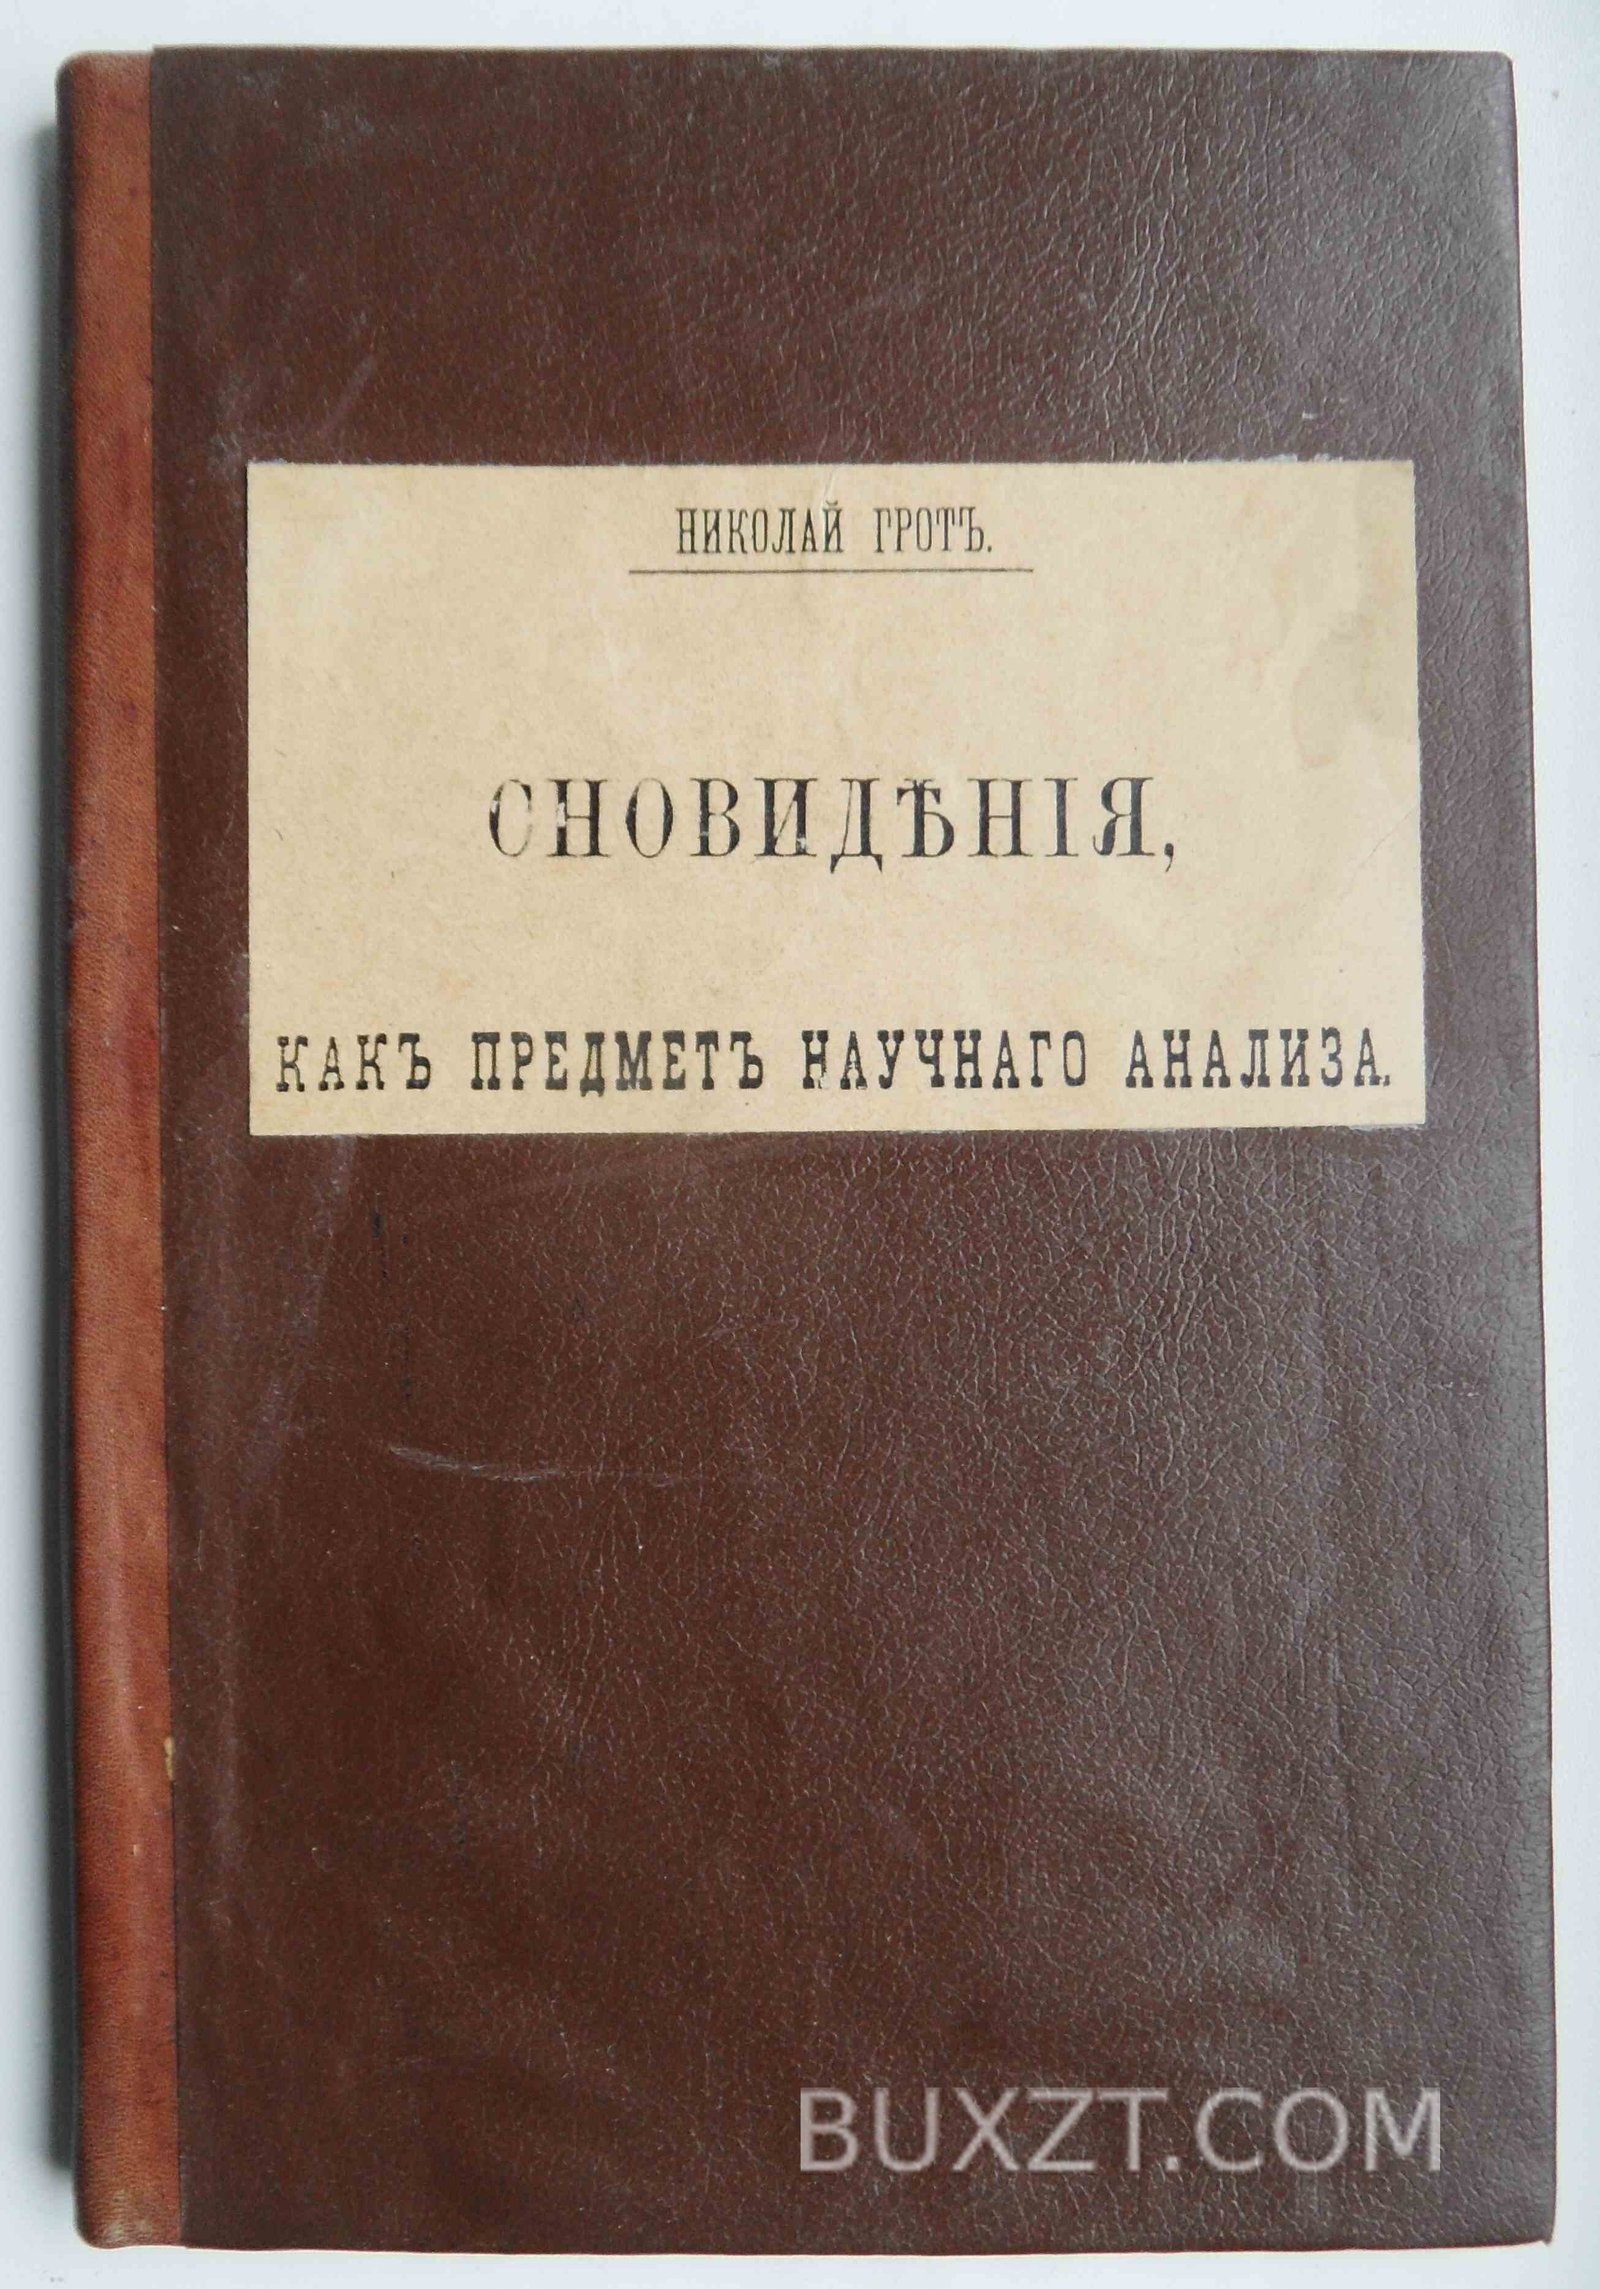 НИКОЛАЙ ГРОТЪ.
СНОВИДѢНІЯ,
КАКЪ ПРЕДМЕТЪ НАУЧНАГО АНАЛИЗА.
BUXZT.COM